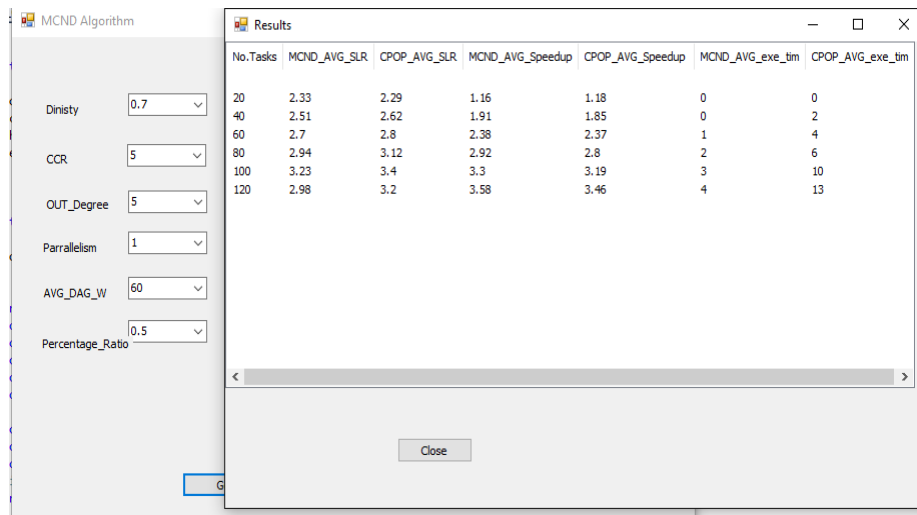 MCND Algorithm
Dinisty 0.7
CCR 5
OUT_Degree 5
Parrallelism 1
AVG_DAG_W 60
Percentage_Ratio 0.5
G
Results
No.Tasks MCND_AVG_SLR CPOP_AVG_SLR MCND_AVG_Speedup CPOP_AVG_Speedup MCND_AVG_exe_tim CPOP_AVG_exe_tim
20 2.33 2.29 1.16 1.18 0 0
40 2.51 2.62 1.91 1.85 0 2
60 2.7 2.8 2.38 2.37 1 4
80 2.94 3.12 2.92 2.8 2 6
100 3.23 3.4 3.3 3.19 3 10
120 2.98 3.2 3.58 3.46 4 13
Close